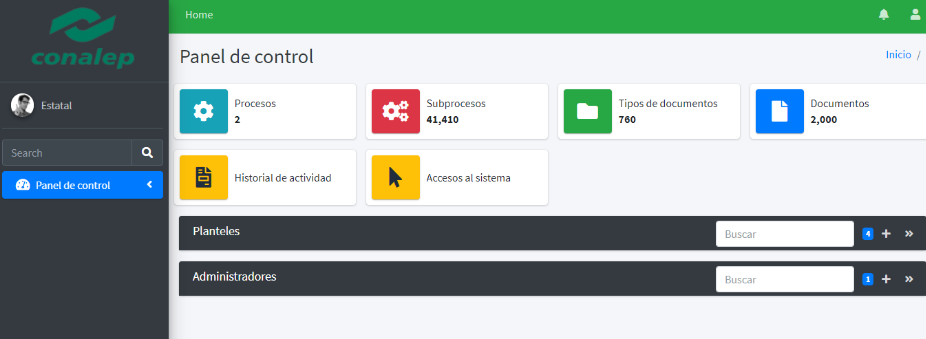 conalep
Home
Estatal
Search
Panel de control
Panel de control
Inicio /
Procesos
2
Subprocesos
41,410
Tipos de documentos
760
Documentos
2,000
Historial de actividad
Accesos al sistema
Planteles
Buscar
4
Administradores
Buscar
1